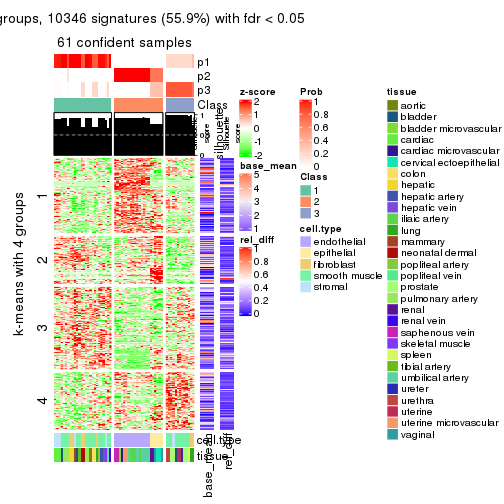 groups, 10346 signatures (55.9%) with fdr < 0.05
61 confident samples
p1
p2
p3
Class
silhouette
score
1
2
3
4
k-means with 4 groups
cell.type
tissue
base_mean
rel_diff
z-score
2
1
0
-1
-2
base_mean
5
4
3
2
1
rel_diff
1
0.8
0.6
0.4
0.2
0
Prob
1
0.8
0.6
0.4
0.2
0
Class
1
2
3
cell.type
endothelial
epithelial
fibroblast
smooth muscle
stromal
tissue
aortic
bladder
bladder microvascular
cardiac
cardiac microvascular
cervical ectoepithelial
colon
hepatic
hepatic artery
hepatic vein
iliac artery
lung
mammary
neonatal dermal
popliteal artery
popliteal vein
prostate
pulmonary artery
renal
renal vein
saphenous vein
skeletal muscle
spleen
tibial artery
umbilical artery
ureter
urethra
uterine
uterine microvascular
vaginal